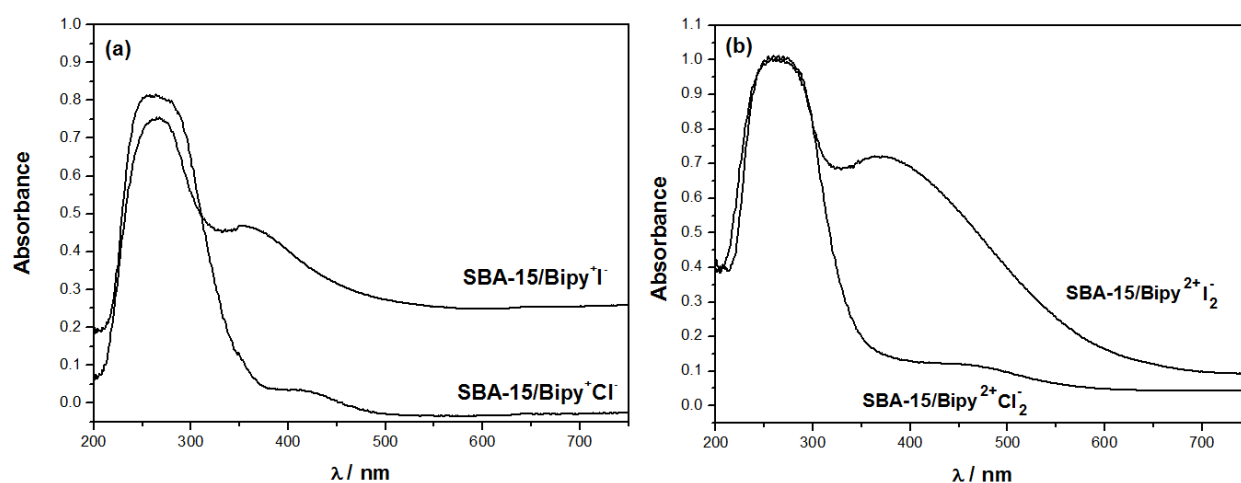 (a)
Absorbance
1.0
0.9
0.8
0.7
0.6
0.5
0.4
0.3
0.2
0.1
0.0
SBA-15/Bipy⁺I⁻
SBA-15/Bipy⁺Cl⁻
200 300 400 500 600 700
λ / nm
(b)
Absorbance
1.1
1.0
0.9
0.8
0.7
0.6
0.5
0.4
0.3
0.2
0.1
0.0
SBA-15/Bipy²⁺I₂⁻
SBA-15/Bipy²⁺Cl₂⁻
200 300 400 500 600 700
λ / nm